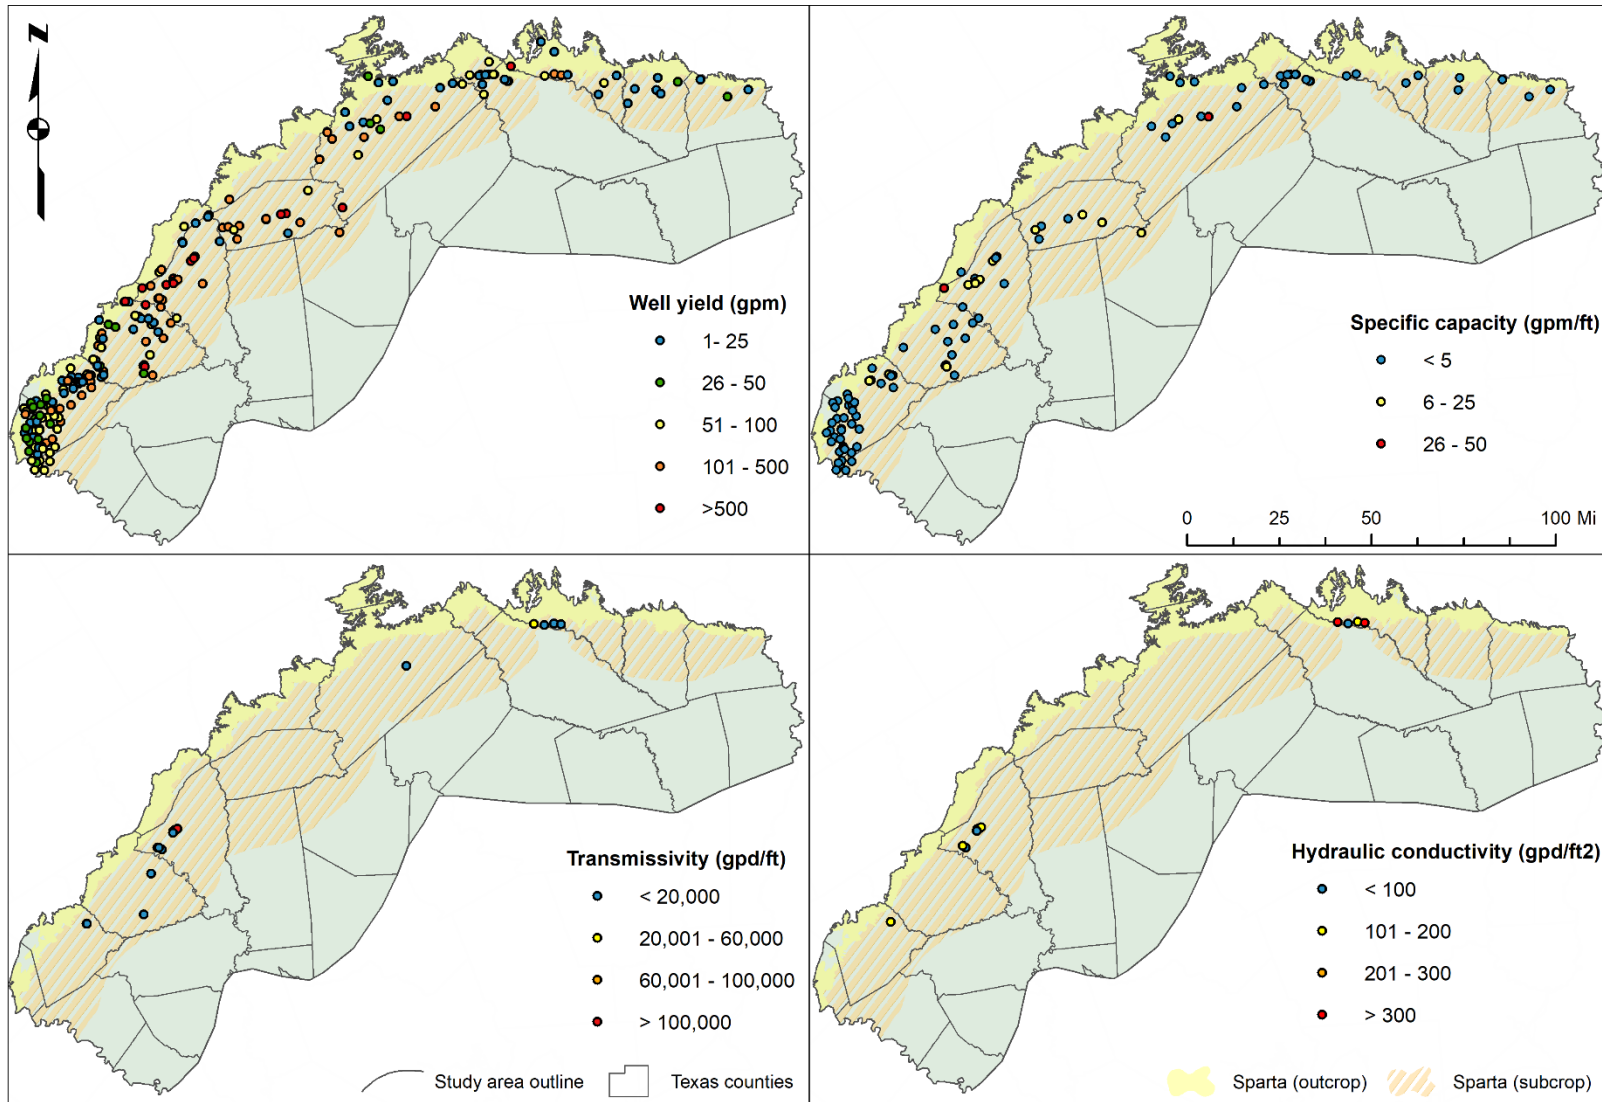 N
Well yield (gpm)
1- 25
26 - 50
51 - 100
101 - 500
>500
Specific capacity (gpm/ft)
< 5
6 - 25
26 - 50
0 25 50 100 Mi
Transmissivity (gpd/ft)
< 20,000
20,001 - 60,000
60,001 - 100,000
> 100,000
Study area outline
Texas counties
Hydraulic conductivity (gpd/ft2)
< 100
101 - 200
201 - 300
> 300
Sparta (outcrop)
Sparta (subcrop)